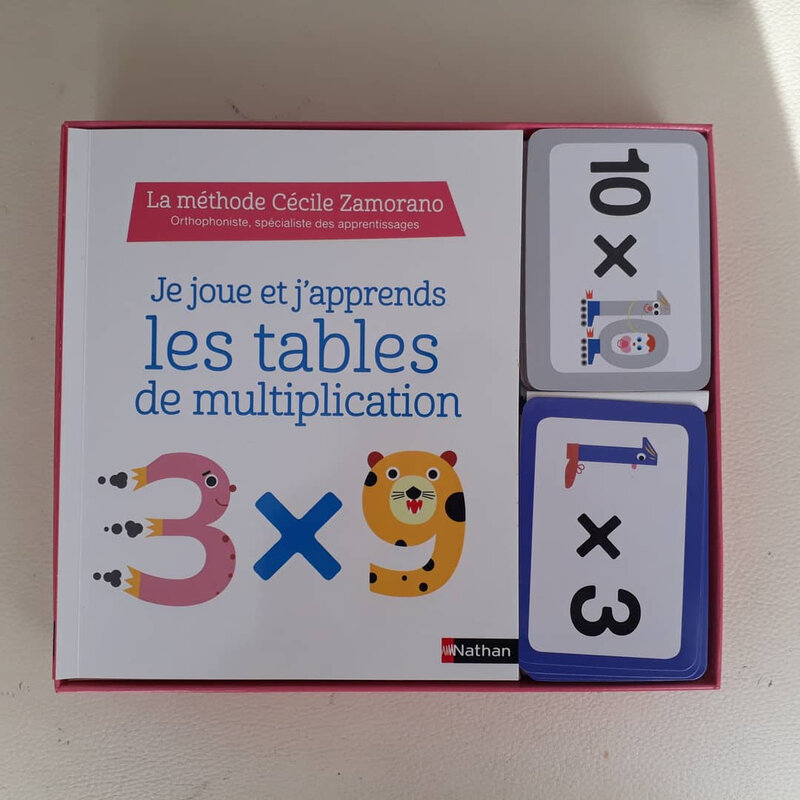 La méthode Cécile Zamorano
Orthophoniste, spécialiste des apprentissages
Je joue et j'apprends
les tables
de multiplication
3 x 9
Nathan
10 x 10
1 x 3